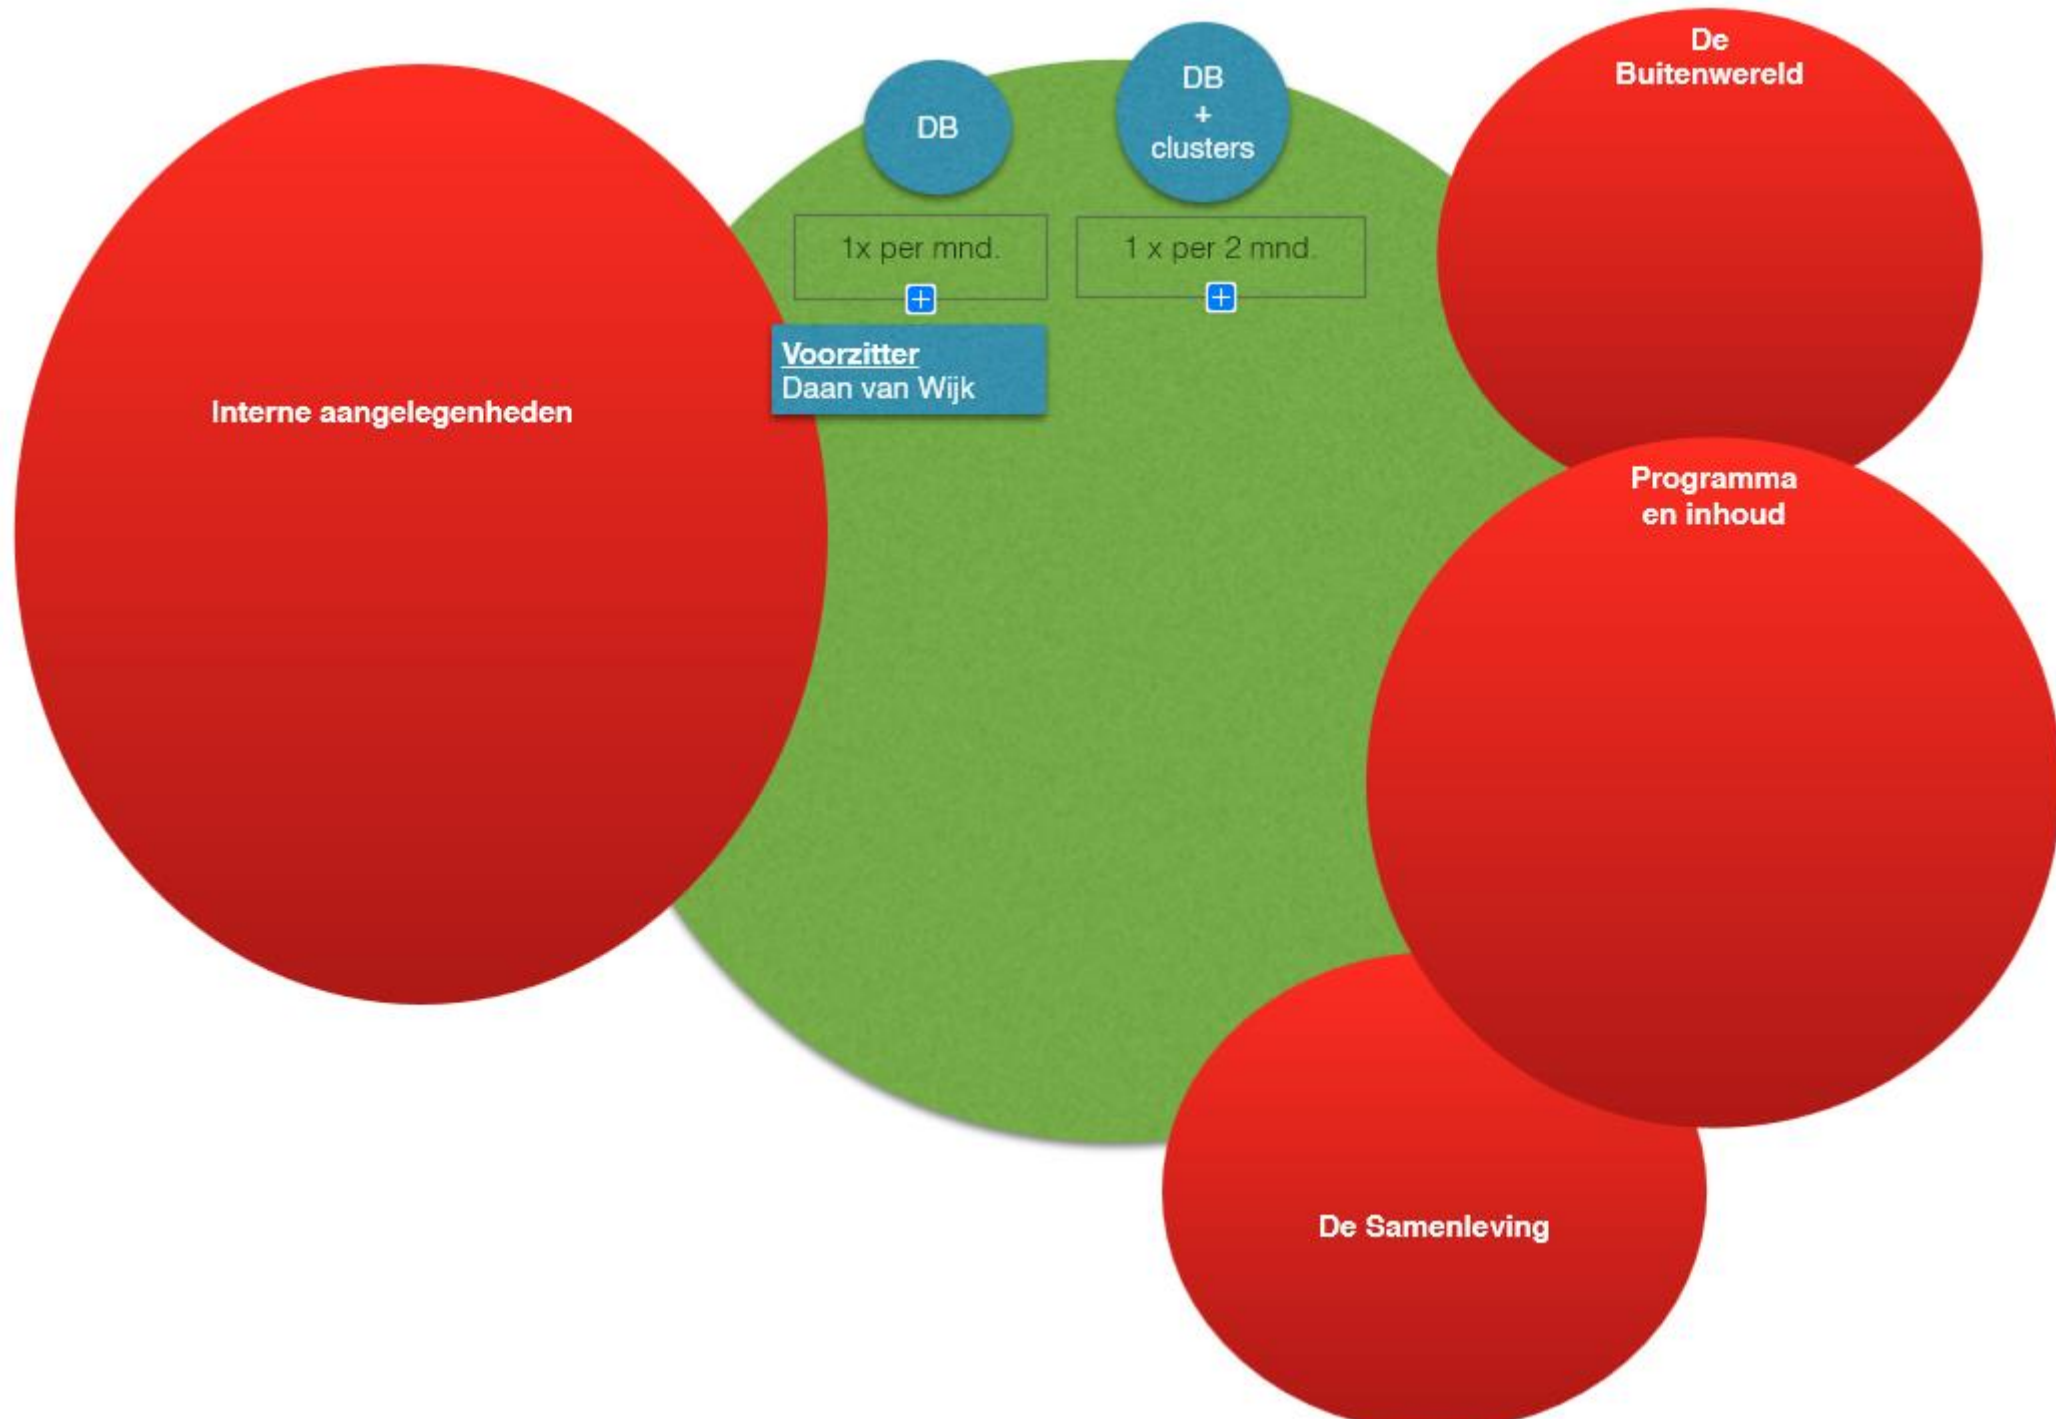 De
Buitenwereld
DB
DB
+
clusters
1x per mnd.
1 x per 2 mnd.
Voorzitter
Daan van Wijk
Interne aangelegenheden
Programma
en inhoud
De Samenleving